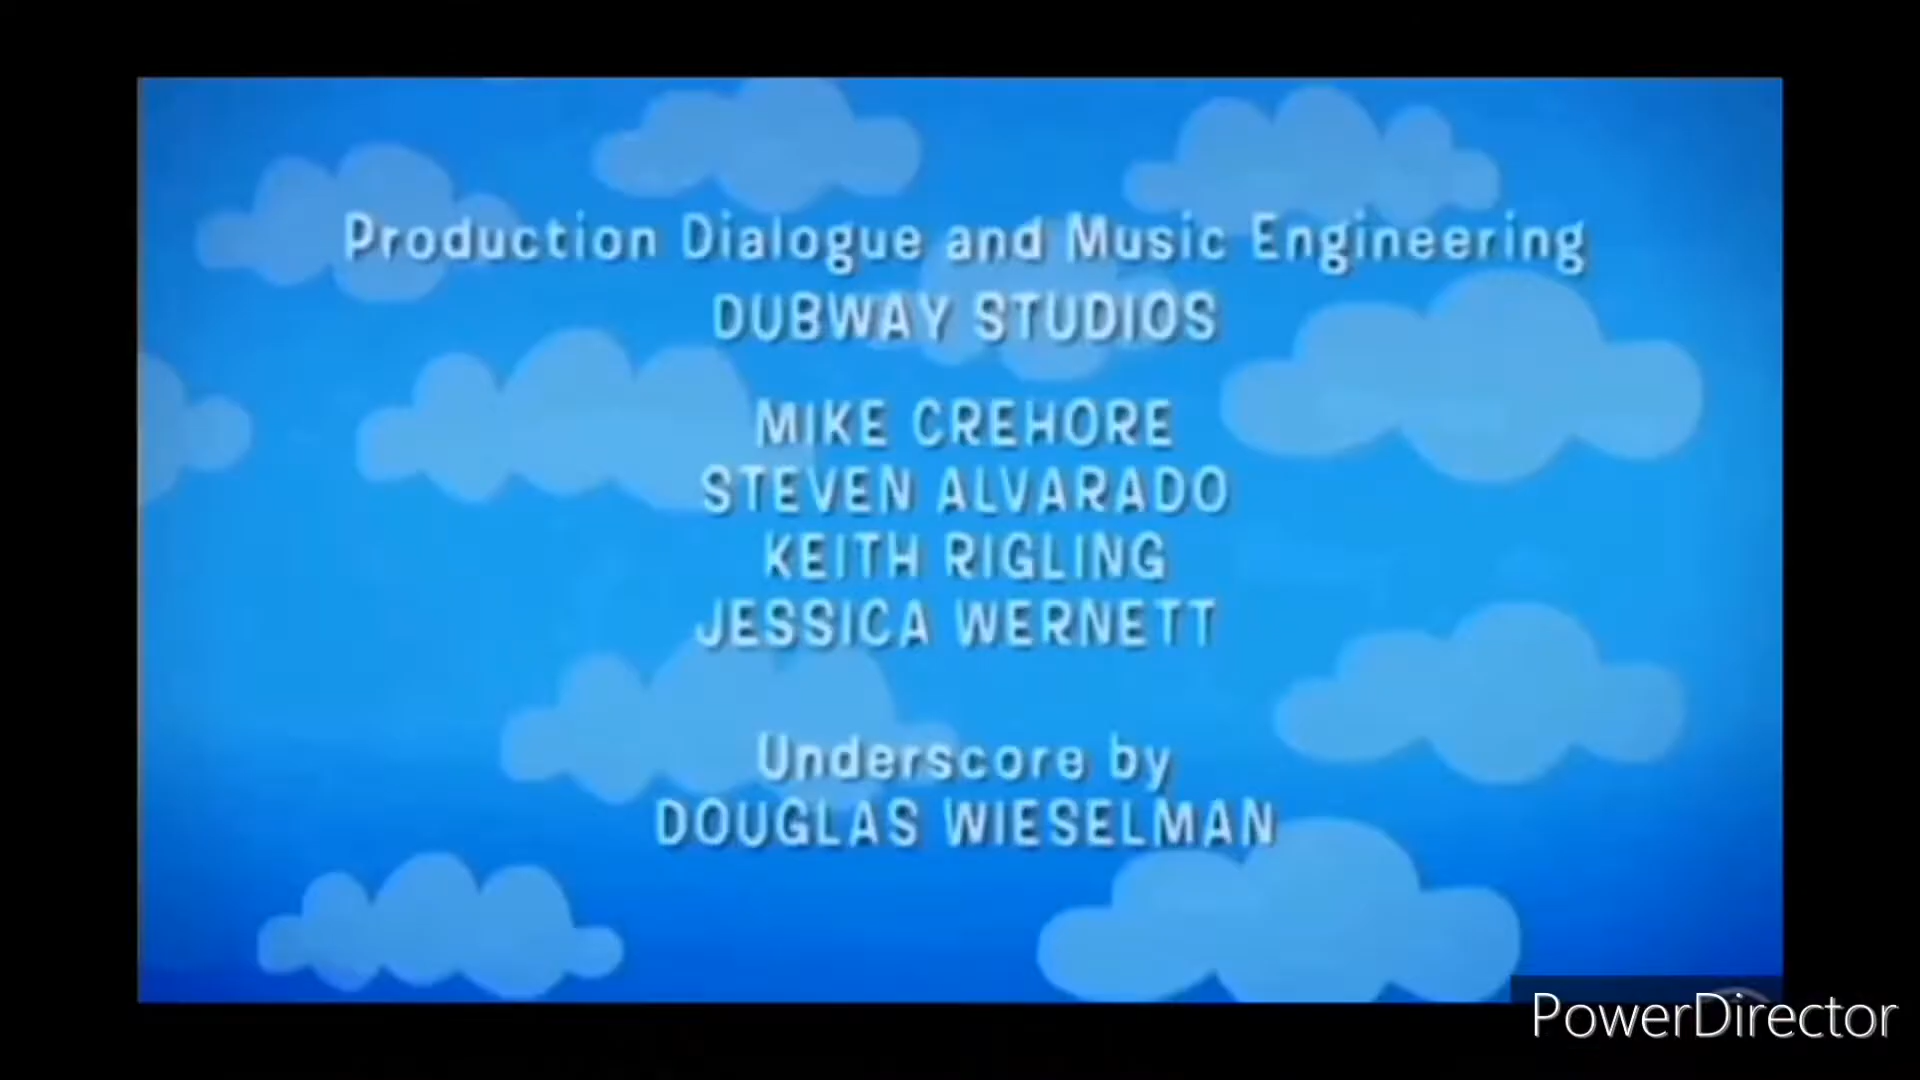 Production Dialogue and Music Engineering
DUBWAY STUDIOS
MIKE CREHORE
STEVEN ALVARADO
KEITH RIGLING
JESSICA WERNETT
Underscore by
DOUGLAS WIESELMAN
PowerDirector